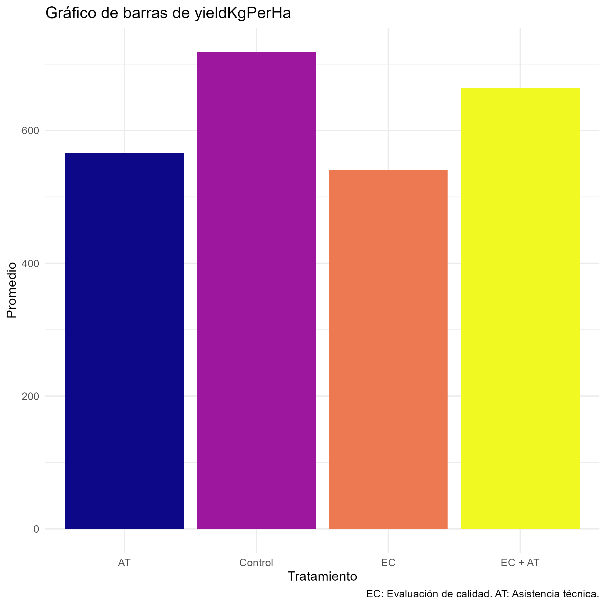 Gráfico de barras de yieldKgPerHa
Promedio
600
400
200
0
AT
Control
EC
EC + AT
Tratamiento
EC: Evaluación de calidad. AT: Asistencia técnica.